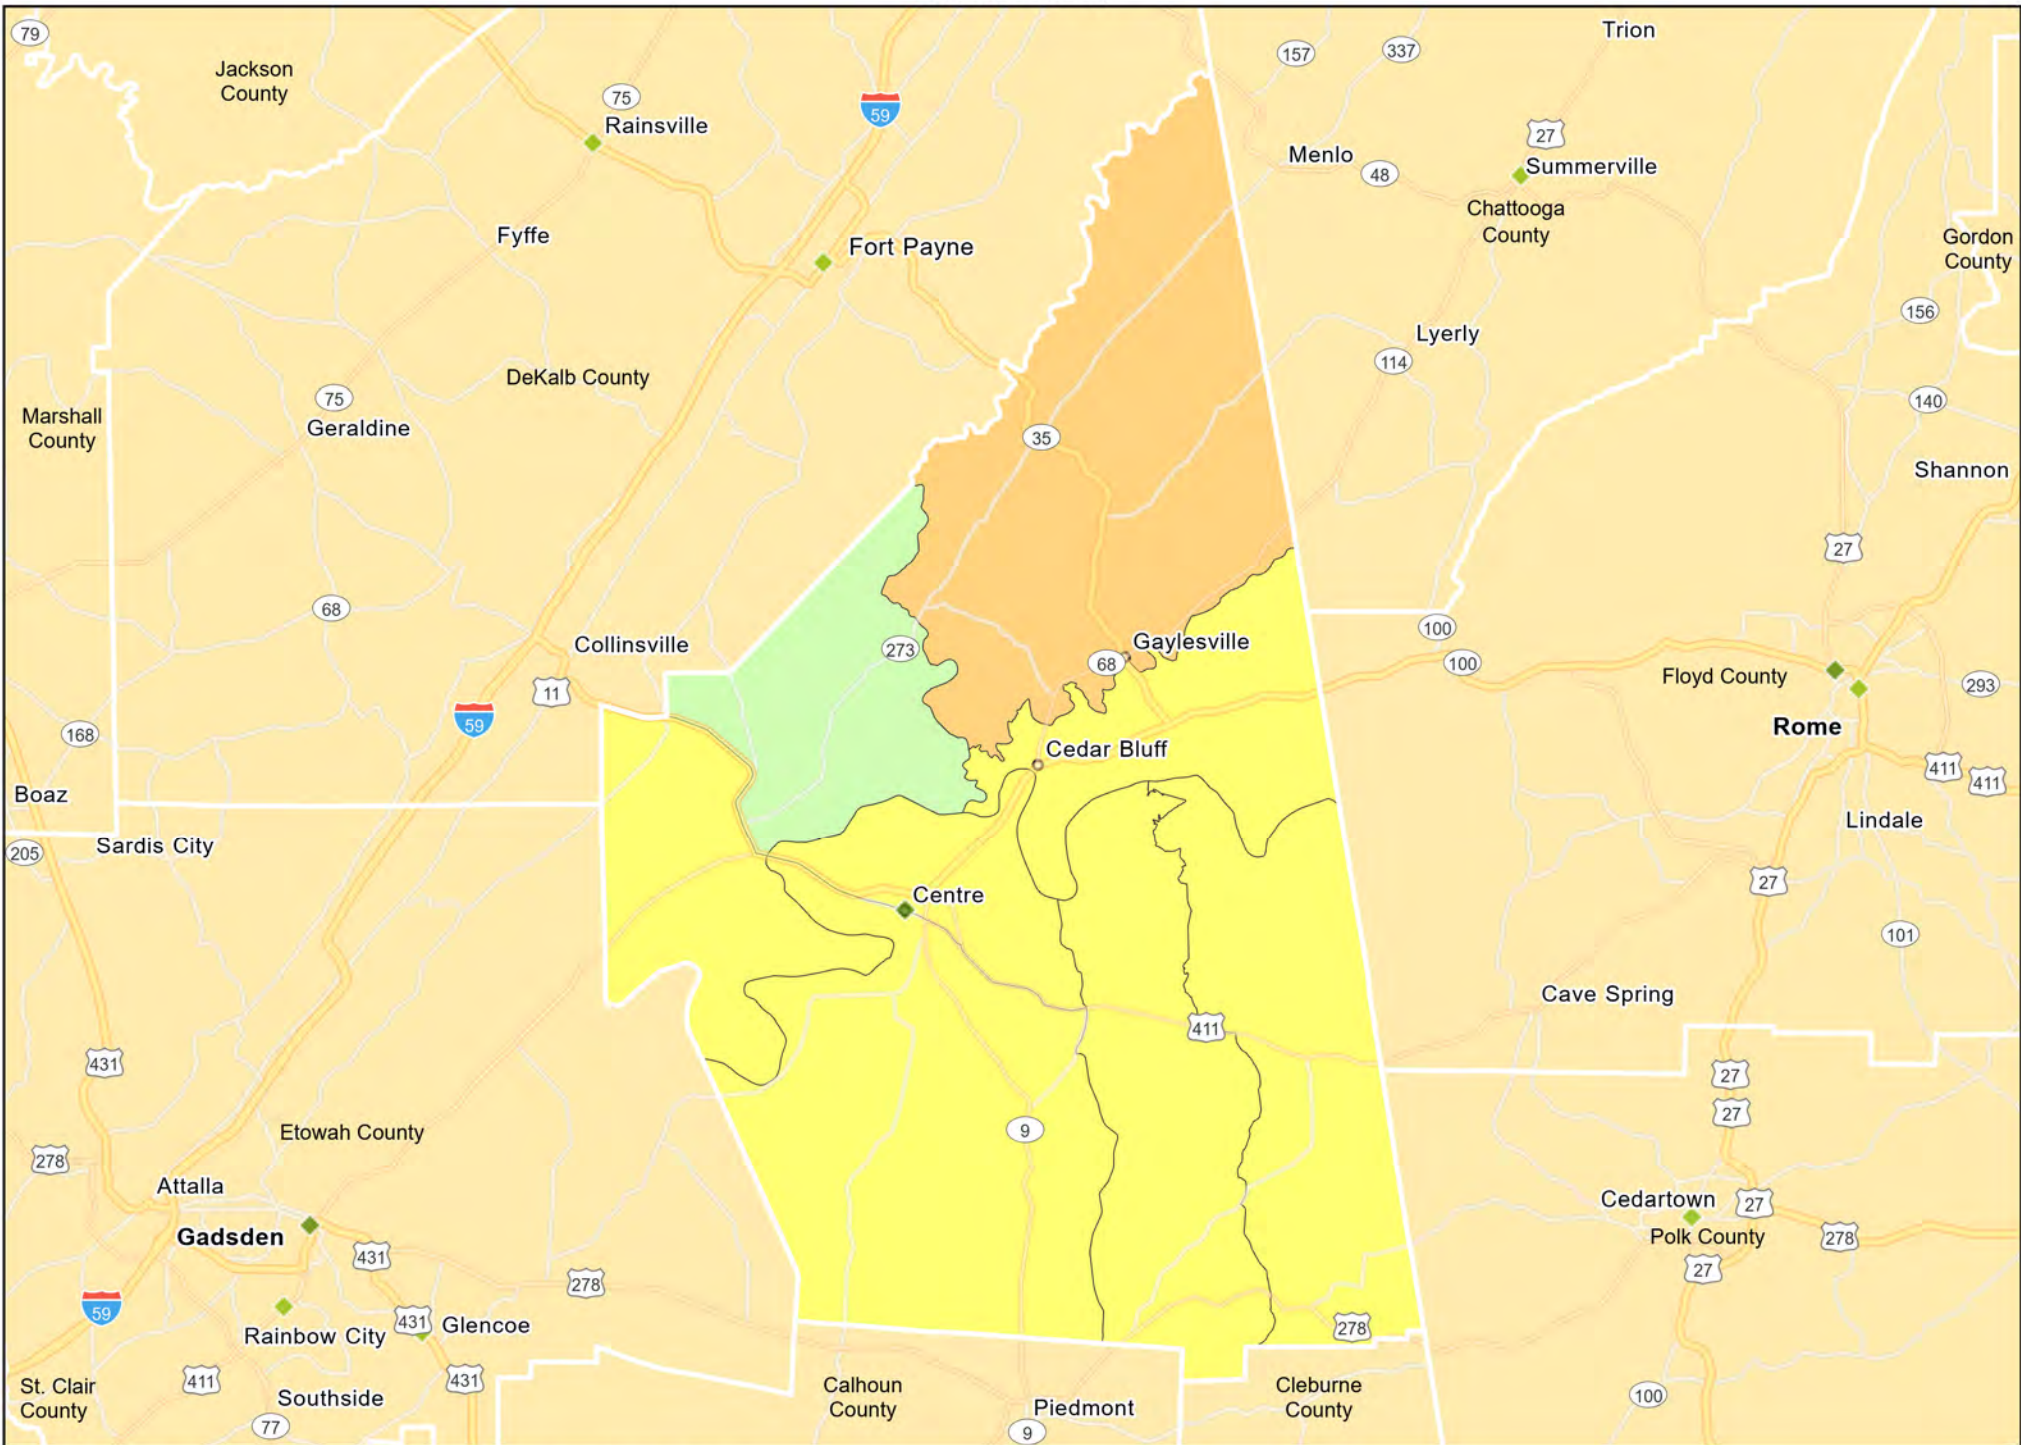 79
Jackson
County
75
Rainsville
59
157
337
Trion
27
Menlo
48
Summerville
Chattooga
County
Gordon
County
Fyffe
Fort Payne
156
Lyerly
114
DeKalb County
75
Geraldine
Marshall
County
140
35
Shannon
27
68
100
Collinsville
273
68
Gaylesville
100
Floyd County
293
11
59
168
Rome
Cedar Bluff
411
411
Boaz
Sardis City
205
Lindale
27
Centre
101
Cave Spring
411
431
27
27
Etowah County
9
278
Attalla
Gadsden
431
278
Cedartown
27
Polk County
278
27
59
Rainbow City
431
Glencoe
278
411
431
St. Clair
County
Southside
77
Calhoun
County
Piedmont
9
Cleburne
County
100